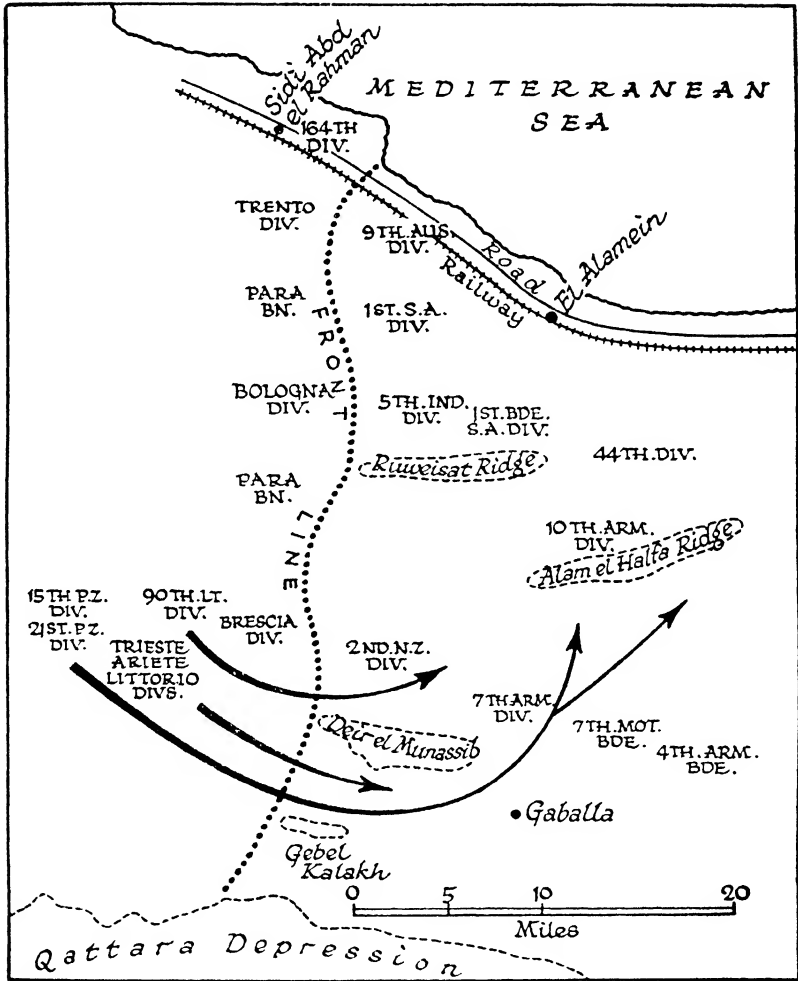 MEDITERRANEAN
SEA
Sidi Abd
el Rahman
164TH
DIV.
TRENTO
DIV.
9TH.AUS.
DIV.
Road
Railway
El Alamein
PARA
BN.
1ST.S.A.
DIV.
FRONT
BOLOGNA
DIV.
5TH.IND.
DIV.
1ST.BDE.
S.A.DIV.
Ruweisat Ridge
44TH.DIV.
PARA
BN.
LINE
10TH.ARM.
DIV.
Alam el Halfa Ridge
15TH PZ.
DIV.
21ST.PZ.
DIV.
90TH.LT.
DIV.
BRESCIA
DIV.
TRIESTE
ARIETE
LITTORIO
DIVS.
2ND.N.Z.
DIV.
7TH ARM.
DIV.
7TH.MOT.
BDE.
4TH.ARM.
BDE.
Deir el Munassib
Gaballa
Gebel
Kalakh
0 5 10 20
Miles
Qattara Depression